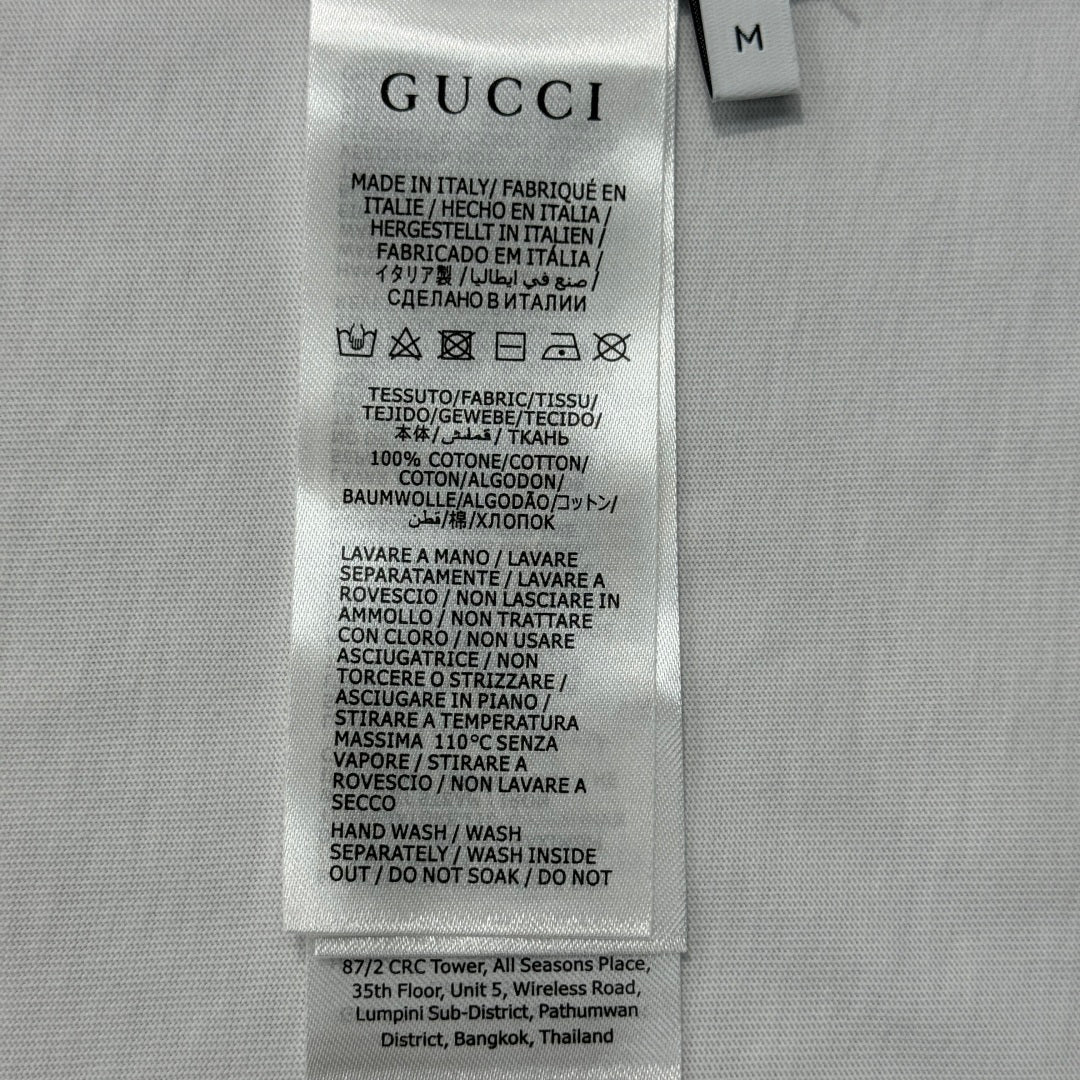 M
GUCCI
MADE IN ITALY/ FABRIQUÉ EN
ITALIE / HECHO EN ITALIA /
HERGESTELLT IN ITALIEN /
FABRICADO EM ITÁLIA /
イタリア製 / صنع في ايطاليا /
СДЕЛАНО В ИТАЛИИ
TESSUTO/FABRIC/TISSU/
TEJIDO/GEWEBE/TECIDO/
本体/ قملش / ТКАНЬ
100% COTONE/COTTON/
COTON/ALGODON/
BAUMWOLLE/ALGODÃO/コットン/
قطن/棉/ХЛОПОК
LAVARE A MANO / LAVARE
SEPARATAMENTE / LAVARE A
ROVESCIO / NON LASCIARE IN
AMMOLLO / NON TRATTARE
CON CLORO / NON USARE
ASCIUGATRICE / NON
TORCERE O STRIZZARE /
ASCIUGARE IN PIANO /
STIRARE A TEMPERATURA
MASSIMA 110°C SENZA
VAPORE / STIRARE A
ROVESCIO / NON LAVARE A
SECCO
HAND WASH / WASH
SEPARATELY / WASH INSIDE
OUT / DO NOT SOAK / DO NOT
87/2 CRC Tower, All Seasons Place,
35th Floor, Unit 5, Wireless Road,
Lumpini Sub-District, Pathumwan
District, Bangkok, Thailand